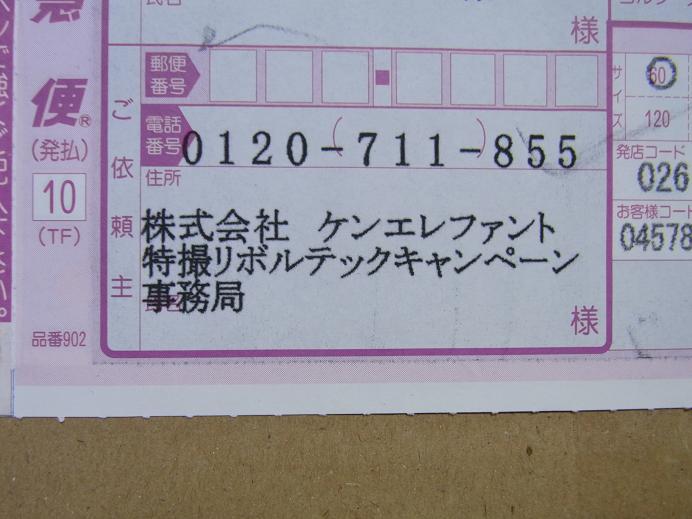 様
急便®
(発払)
10
(TF)
品番902
ご依頼主
郵便番号
電話番号
0120-711-855
住所
株式会社 ケンエレファント
特撮リボルテックキャンペーン
事務局
様
サイズ
60
120
発店コード
026
お客様コード
04578